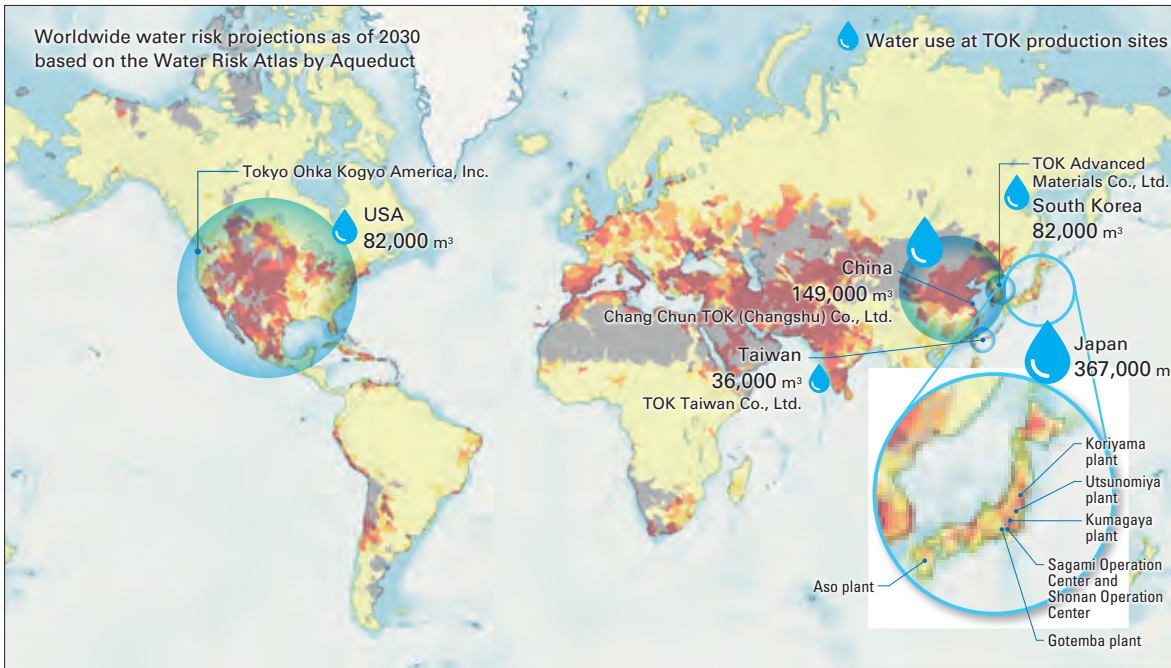 Worldwide water risk projections as of 2030
based on the Water Risk Atlas by Aqueduct
Water use at TOK production sites
Tokyo Ohka Kogyo America, Inc.
USA
82,000 m³
TOK Advanced
Materials Co., Ltd.
South Korea
82,000 m³
China
149,000 m³
Chang Chun TOK (Changshu) Co., Ltd.
Taiwan
36,000 m³
TOK Taiwan Co., Ltd.
Japan
367,000 m
Koriyama
plant
Utsunomiya
plant
Kumagaya
plant
Sagami Operation
Center and
Shonan Operation
Center
Aso plant
Gotemba plant